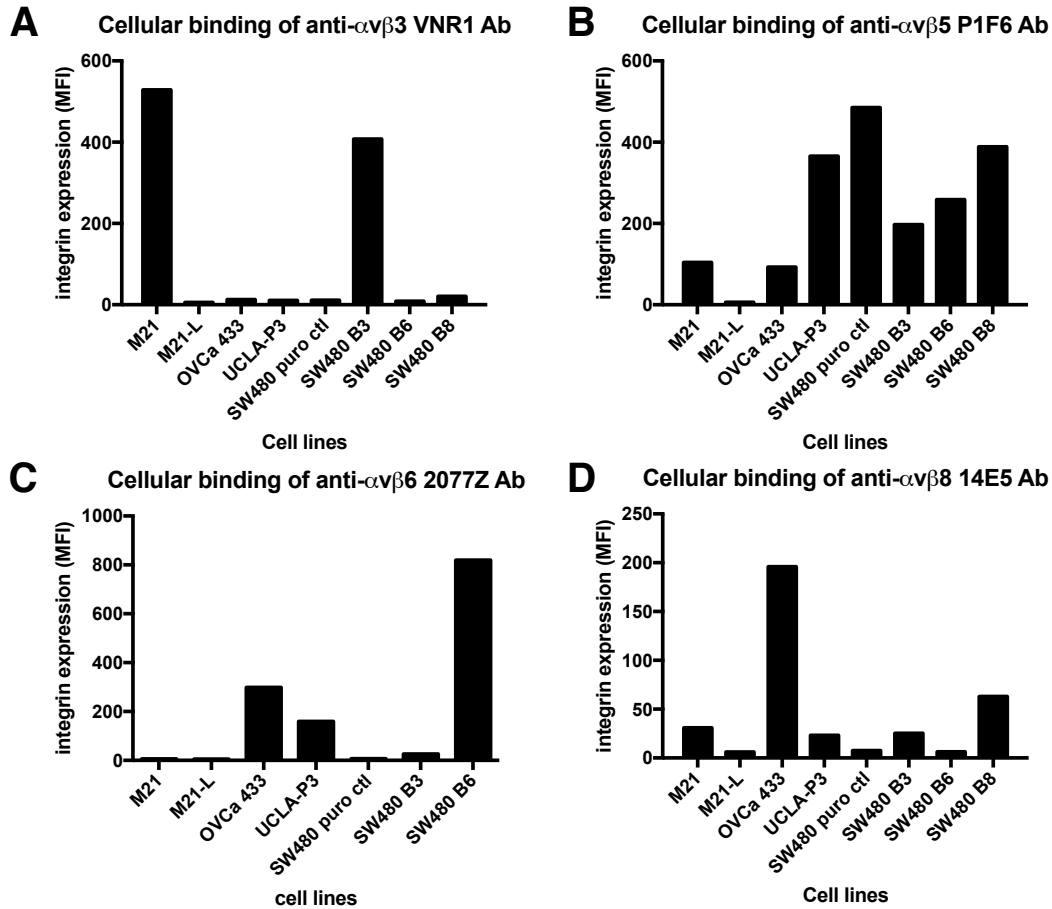 A
Cellular binding of anti-αvβ3 VNR1 Ab
integrin expression (MFI)
600
400
200
0
M21
M21-L
OVCa 433
UCLA-P3
SW480 puro ctl
SW480 B3
SW480 B6
SW480 B8
Cell lines
B
Cellular binding of anti-αvβ5 P1F6 Ab
integrin expression (MFI)
600
400
200
0
M21
M21-L
OVCa 433
UCLA-P3
SW480 puro ctl
SW480 B3
SW480 B6
SW480 B8
Cell lines
C
Cellular binding of anti-αvβ6 2077Z Ab
integrin expression (MFI)
1000
800
600
400
200
0
M21
M21-L
OVCa 433
UCLA-P3
SW480 puro ctl
SW480 B3
SW480 B6
cell lines
D
Cellular binding of anti-αvβ8 14E5 Ab
integrin expression (MFI)
250
200
150
100
50
0
M21
M21-L
OVCa 433
UCLA-P3
SW480 puro ctl
SW480 B3
SW480 B6
SW480 B8
Cell lines